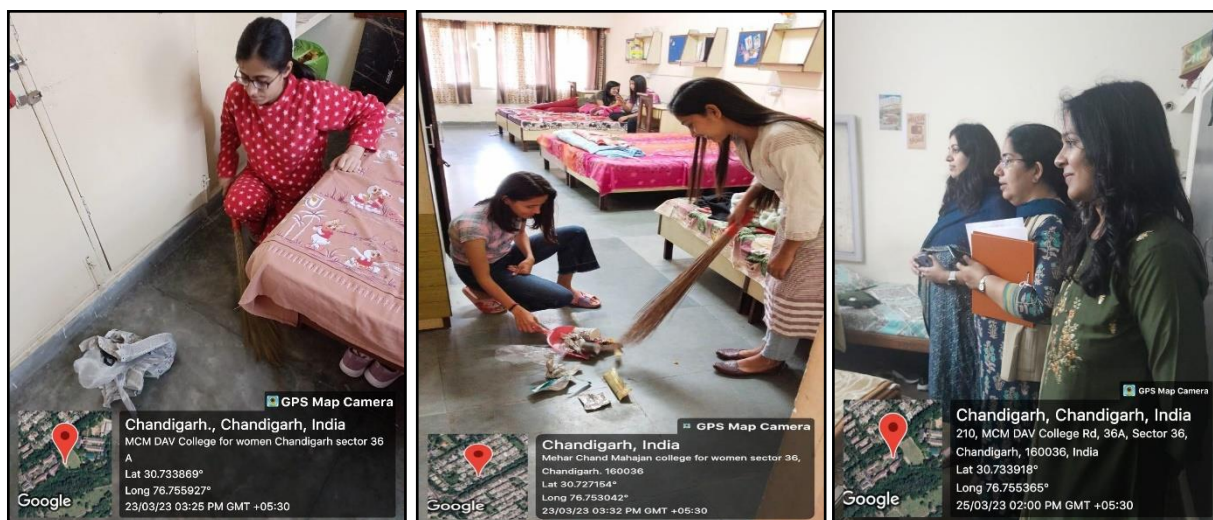 GPS Map Camera
Chandigarh., Chandigarh, India
MCM DAV College for women Chandigarh sector 36
A
Lat 30.733869°
Long 76.755927°
23/03/23 03:25 PM GMT +05:30
Google
GPS Map Camera
Chandigarh, India
Mehar Chand Mahajan college for women sector 36,
Chandigarh. 160036
Lat 30.727154°
Long 76.753042°
23/03/23 03:32 PM GMT +05:30
Google
GPS Map Camera
Chandigarh, Chandigarh, India
210, MCM DAV College Rd, 36A, Sector 36,
Chandigarh, 160036, India
Lat 30.733918°
Long 76.755365°
25/03/23 02:00 PM GMT +05:30
Google